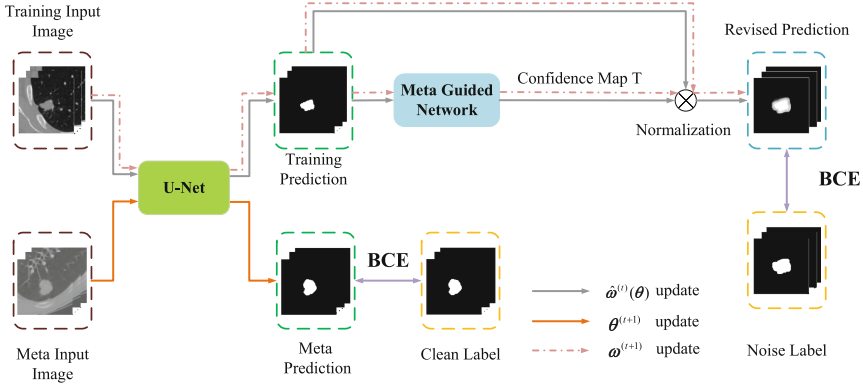 Training Input
Image
U-Net
Training
Prediction
Meta Guided
Network
Confidence Map T
Normalization
Revised Prediction
BCE
Noise Label
Meta Input
Image
Meta
Prediction
BCE
Clean Label
ω̂⁽ᵗ⁾(θ) update
θ⁽ᵗ⁺¹⁾ update
ω⁽ᵗ⁺¹⁾ update